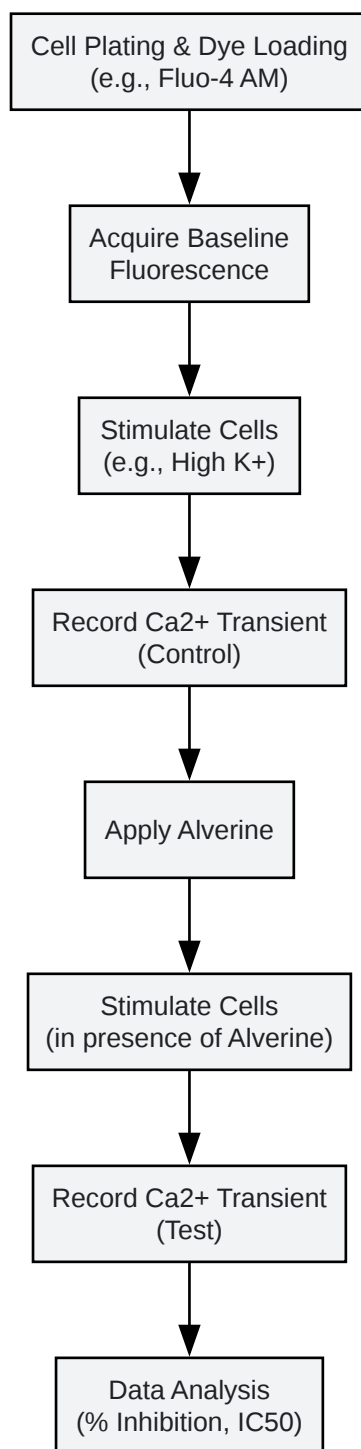 Cell Plating & Dye Loading
(e.g., Fluo-4 AM)
Acquire Baseline
Fluorescence
Stimulate Cells
(e.g., High K+)
Record Ca2+ Transient
(Control)
Apply Alverine
Stimulate Cells
(in presence of Alverine)
Record Ca2+ Transient
(Test)
Data Analysis
(% Inhibition, IC50)